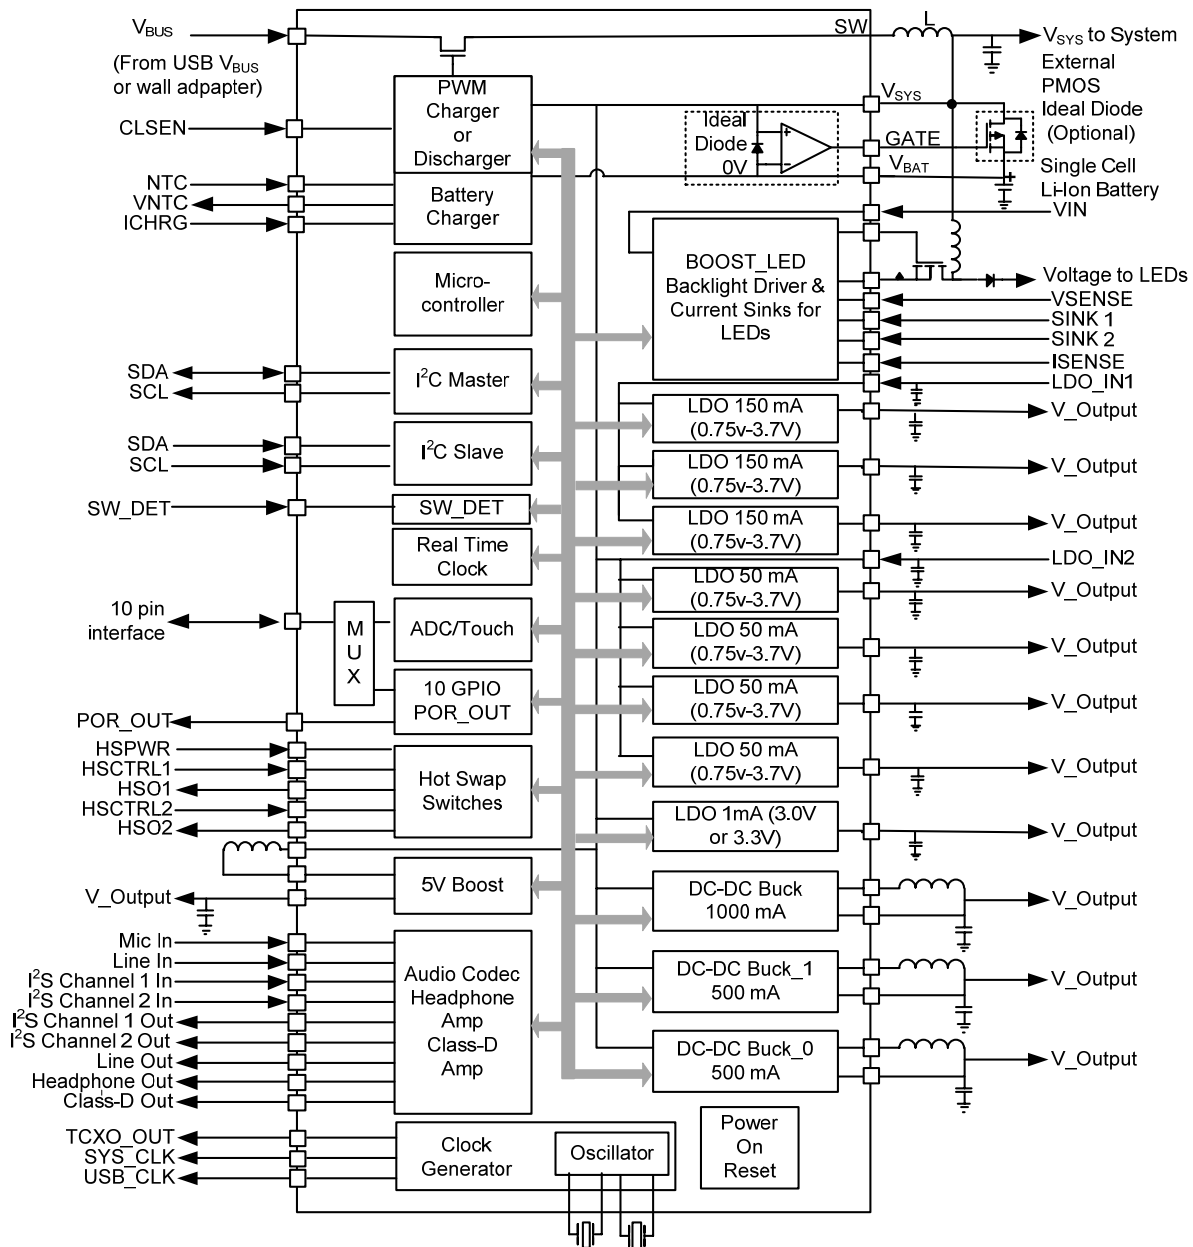 V_BUS
(From USB V_BUS
or wall adpapter)
CLSEN
NTC
VNTC
ICHRG
SDA
SCL
SDA
SCL
SW_DET
10 pin
interface
POR_OUT
HSPWR
HSCTRL1
HSO1
HSCTRL2
HSO2
V_Output
Mic In
Line In
I²S Channel 1 In
I²S Channel 2 In
I²S Channel 1 Out
I²S Channel 2 Out
Line Out
Headphone Out
Class-D Out
TCXO_OUT
SYS_CLK
USB_CLK
PWM
Charger
or
Discharger
Battery
Charger
Micro-
controller
I²C Master
I²C Slave
SW_DET
Real Time
Clock
MUX
ADC/Touch
10 GPIO
POR_OUT
Hot Swap
Switches
5V Boost
Audio Codec
Headphone
Amp
Class-D
Amp
Clock
Generator
Oscillator
Power
On
Reset
Ideal
Diode
0V
+
−
BOOST_LED
Backlight Driver &
Current Sinks for
LEDs
LDO 150 mA
(0.75v-3.7V)
LDO 150 mA
(0.75v-3.7V)
LDO 150 mA
(0.75v-3.7V)
LDO 50 mA
(0.75v-3.7V)
LDO 50 mA
(0.75v-3.7V)
LDO 50 mA
(0.75v-3.7V)
LDO 50 mA
(0.75v-3.7V)
LDO 1mA (3.0V
or 3.3V)
DC-DC Buck
1000 mA
DC-DC Buck_1
500 mA
DC-DC Buck_0
500 mA
SW
L
V_SYS
GATE
V_BAT
+
V_SYS to System
External
PMOS
Ideal Diode
(Optional)
Single Cell
Li-Ion Battery
VIN
Voltage to LEDs
VSENSE
SINK 1
SINK 2
ISENSE
LDO_IN1
V_Output
V_Output
V_Output
LDO_IN2
V_Output
V_Output
V_Output
V_Output
V_Output
V_Output
V_Output
V_Output